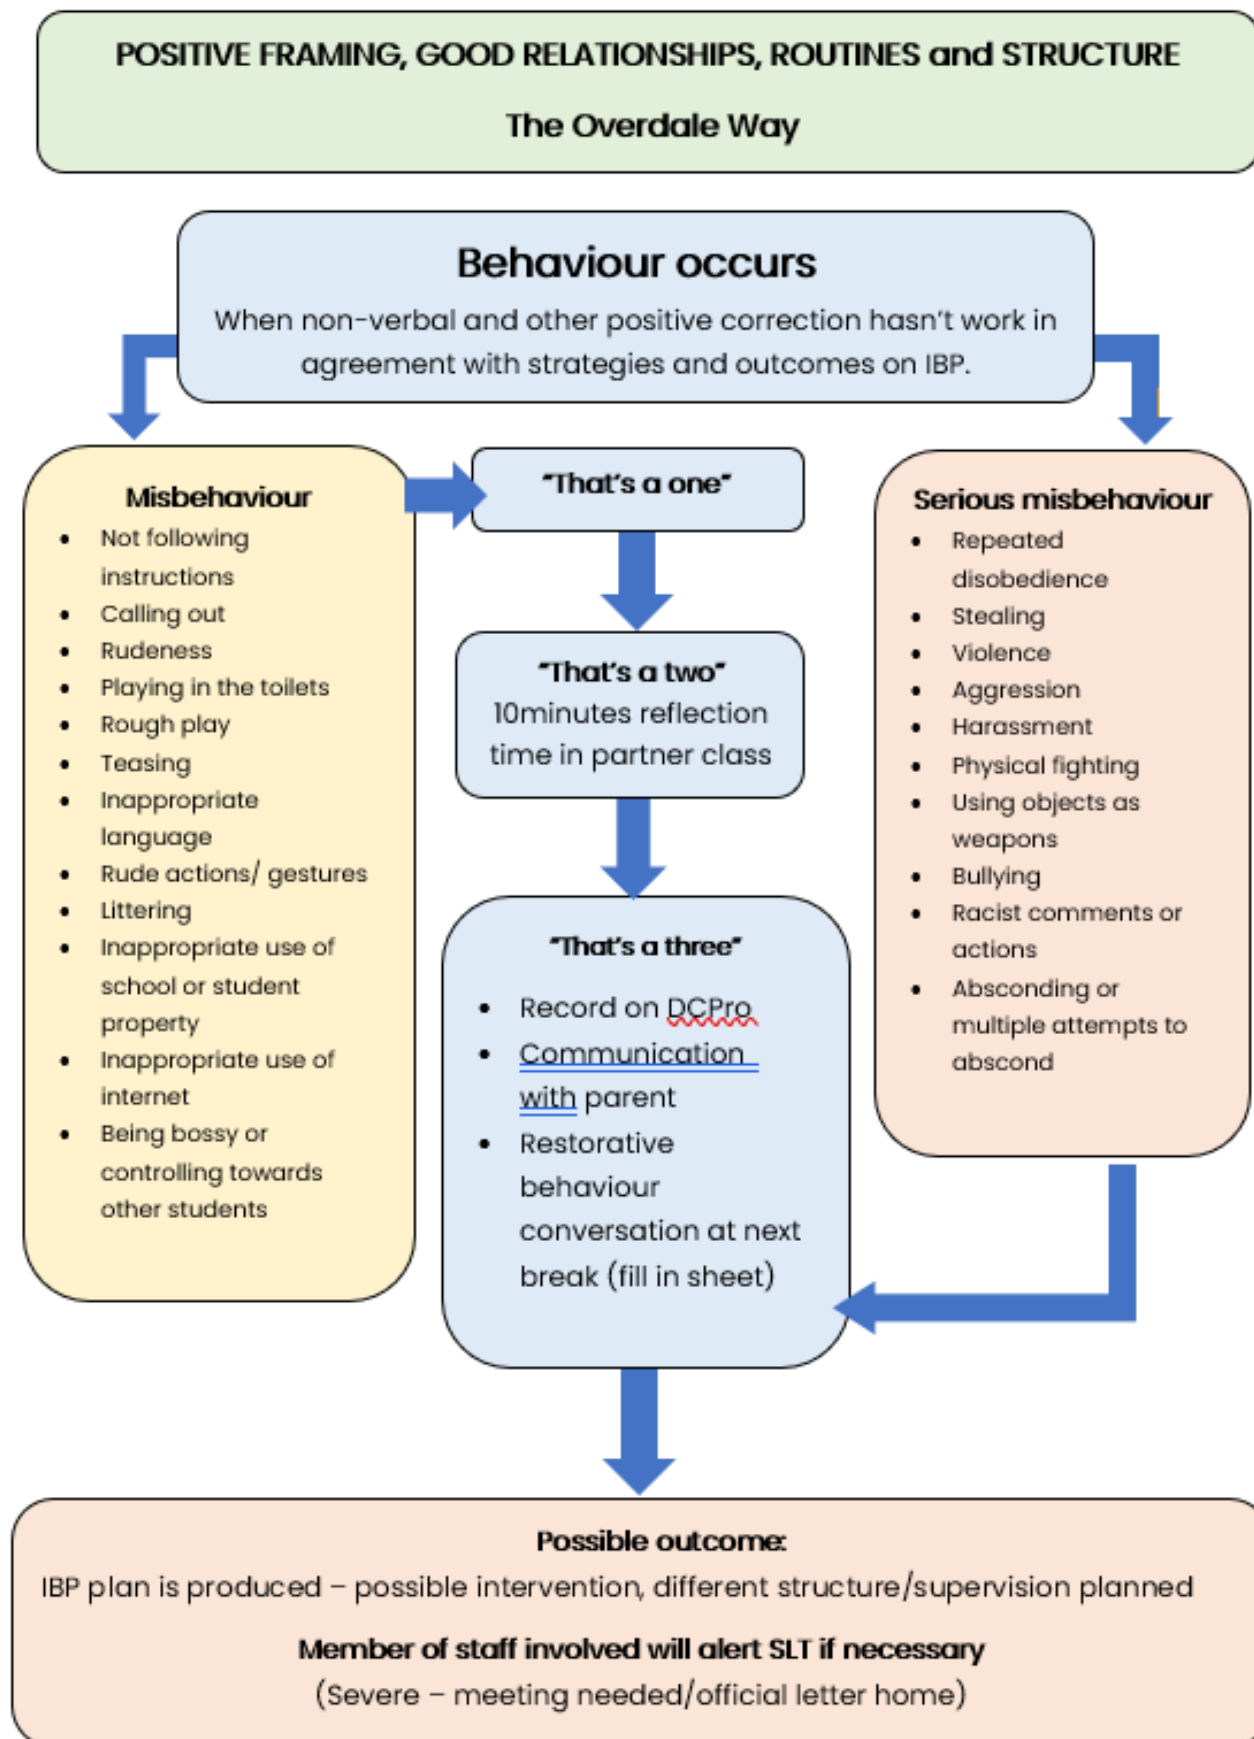 POSITIVE FRAMING, GOOD RELATIONSHIPS, ROUTINES and STRUCTURE
The Overdale Way
Behaviour occurs
When non-verbal and other positive correction hasn't work in
agreement with strategies and outcomes on IBP.
Misbehaviour
• Not following
instructions
• Calling out
• Rudeness
• Playing in the toilets
• Rough play
• Teasing
• Inappropriate
language
• Rude actions/ gestures
• Littering
• Inappropriate use of
school or student
property
• Inappropriate use of
internet
• Being bossy or
controlling towards
other students
"That's a one"
"That's a two"
10minutes reflection
time in partner class
"That's a three"
• Record on DCPro
• Communication
with parent
• Restorative
behaviour
conversation at next
break (fill in sheet)
Serious misbehaviour
• Repeated
disobedience
• Stealing
• Violence
• Aggression
• Harassment
• Physical fighting
• Using objects as
weapons
• Bullying
• Racist comments or
actions
• Absconding or
multiple attempts to
abscond
Possible outcome:
IBP plan is produced – possible intervention, different structure/supervision planned
Member of staff involved will alert SLT if necessary
(Severe – meeting needed/official letter home)